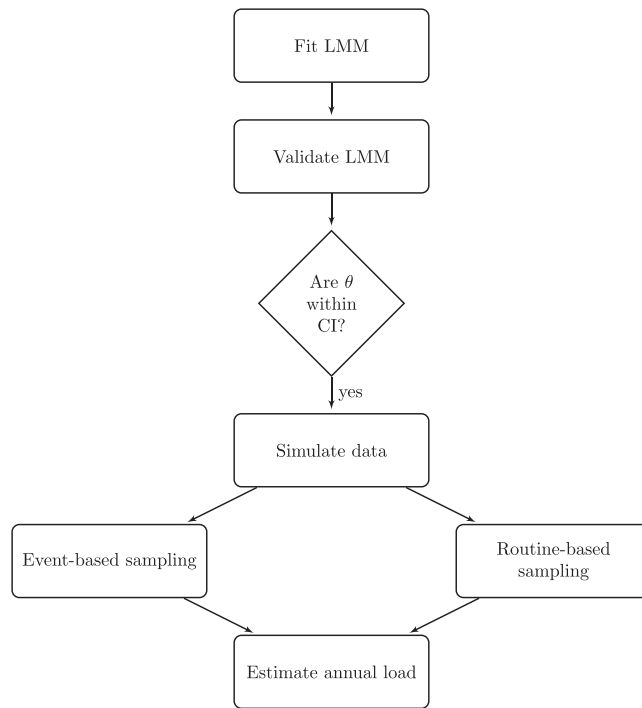 Fit LMM
Validate LMM
Are θ
within
CI?
yes
Simulate data
Event-based sampling
Routine-based
sampling
Estimate annual load